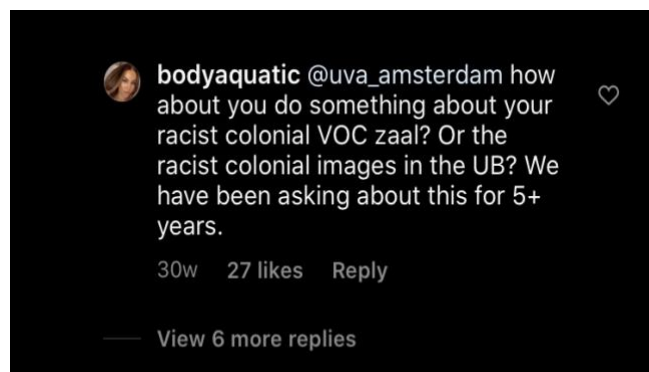 bodyaquatic @uva_amsterdam how
about you do something about your
racist colonial VOC zaal? Or the
racist colonial images in the UB? We
have been asking about this for 5+
years.
30w 27 likes Reply
View 6 more replies